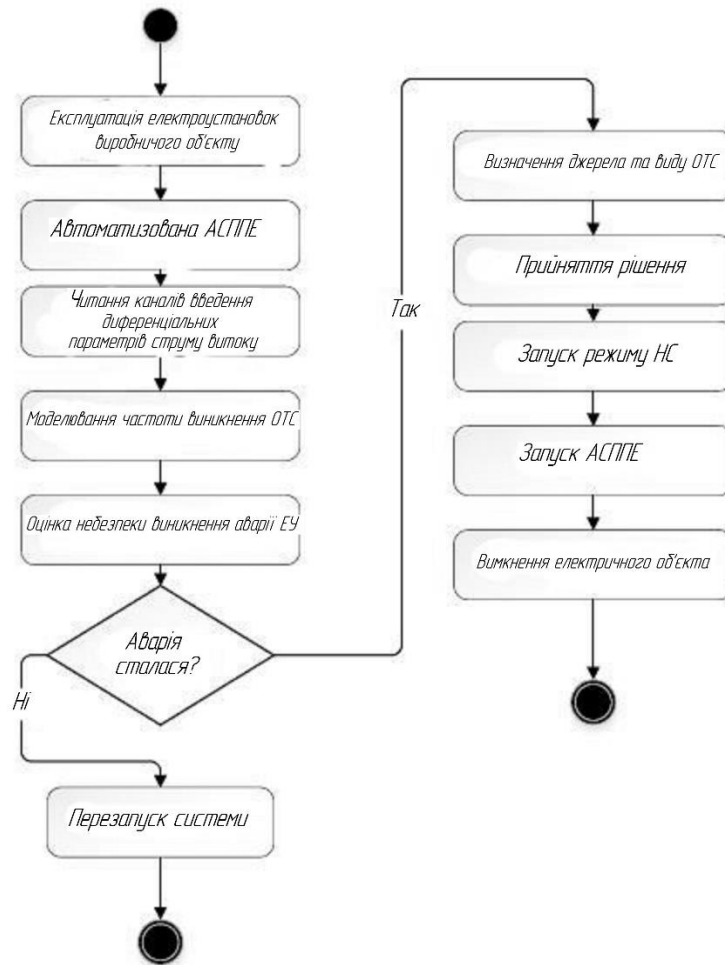 Експлуатація електроустановок
виробничого об'єкту
Автоматизована АСППЕ
Читання каналів введення
диференціальних
параметрів струму витоку
Моделювання частоти виникнення ОТС
Оцінка небезпеки виникнення аварії ЕУ
Аварія
сталася?
Ні
Перезапуск системи
Так
Визначення джерела та виду ОТС
Прийняття рішення
Запуск режиму НС
Запуск АСППЕ
Вимкнення електричного об'єкта